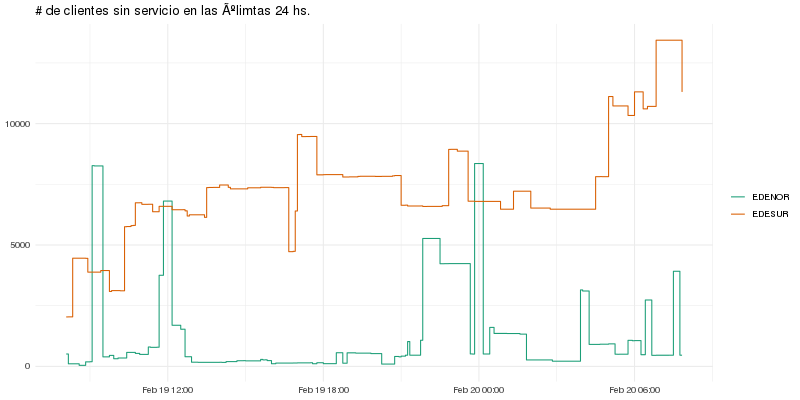 # de clientes sin servicio en las Ãºlimtas 24 hs.
10000
5000
0
Feb 19 12:00
Feb 19 18:00
Feb 20 00:00
Feb 20 06:00
EDENOR
EDESUR